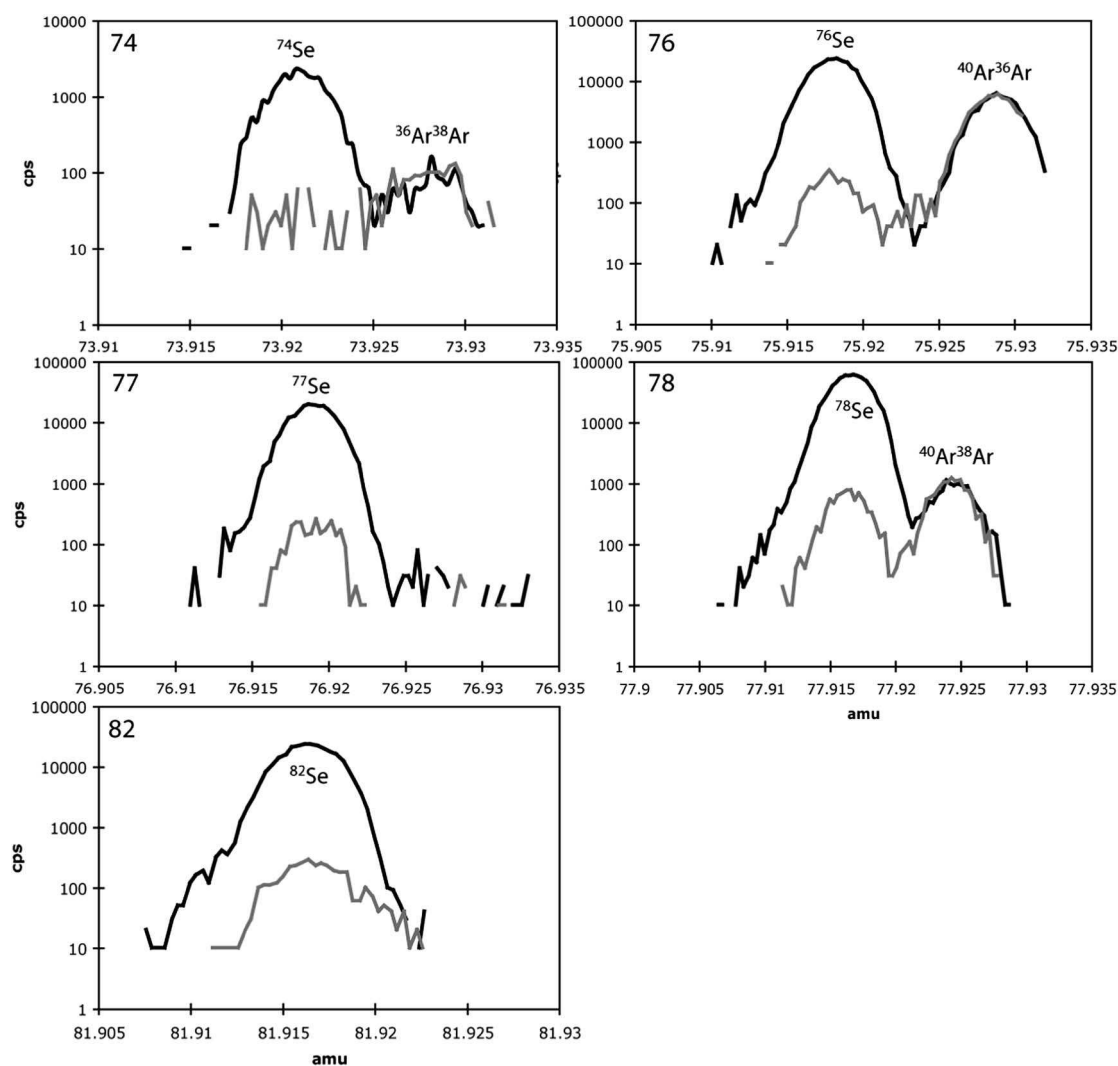 74
⁷⁴Se
³⁶Ar³⁸Ar
10000
1000
100
10
1
cps
73.91 73.915 73.92 73.925 73.93 73.935
76
⁷⁶Se
⁴⁰Ar³⁶Ar
100000
10000
1000
100
10
1
75.905 75.91 75.915 75.92 75.925 75.93 75.935
77
⁷⁷Se
100000
10000
1000
100
10
1
cps
76.905 76.91 76.915 76.92 76.925 76.93 76.935
78
⁷⁸Se
⁴⁰Ar³⁸Ar
100000
10000
1000
100
10
1
77.9 77.905 77.91 77.915 77.92 77.925 77.93 77.935
amu
82
⁸²Se
100000
10000
1000
100
10
1
cps
81.905 81.91 81.915 81.92 81.925 81.93
amu